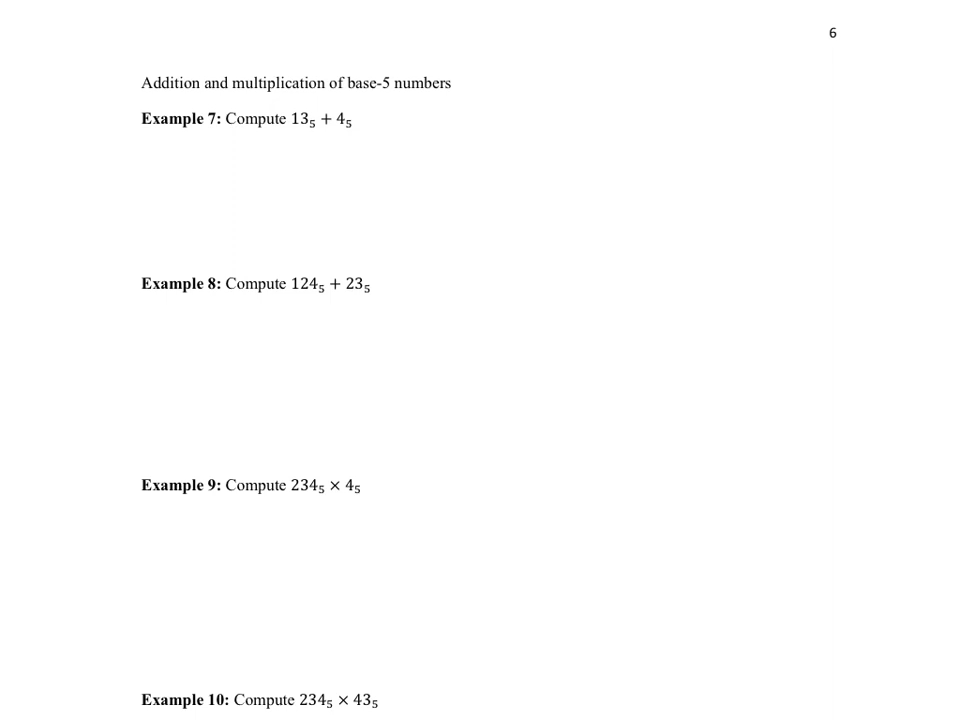 6
Addition and multiplication of base-5 numbers
Example 7: Compute 13₅ + 4₅
Example 8: Compute 124₅ + 23₅
Example 9: Compute 234₅ × 4₅
Example 10: Compute 234₅ × 43₅